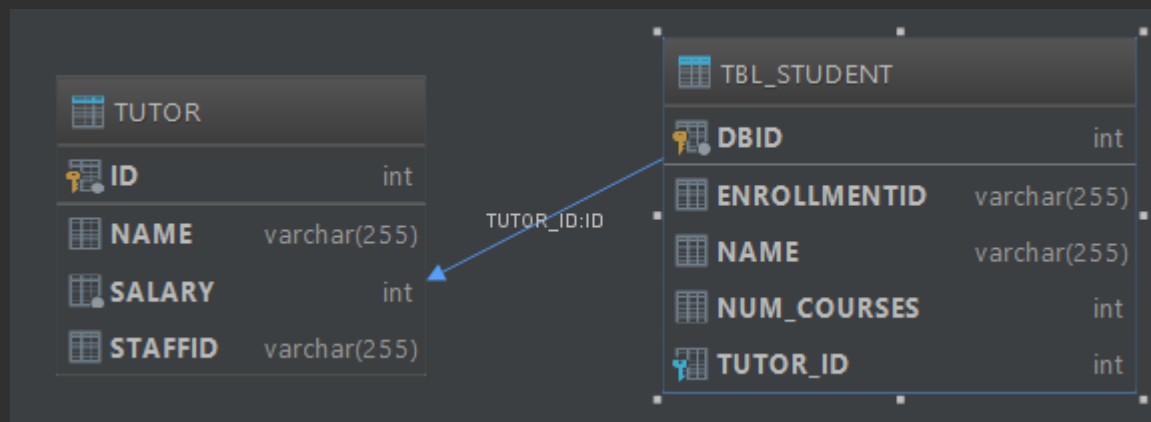 TUTOR
ID int
NAME varchar(255)
SALARY int
STAFFID varchar(255)
TUTOR_ID:ID
TBL_STUDENT
DBID int
ENROLLMENTID varchar(255)
NAME varchar(255)
NUM_COURSES int
TUTOR_ID int